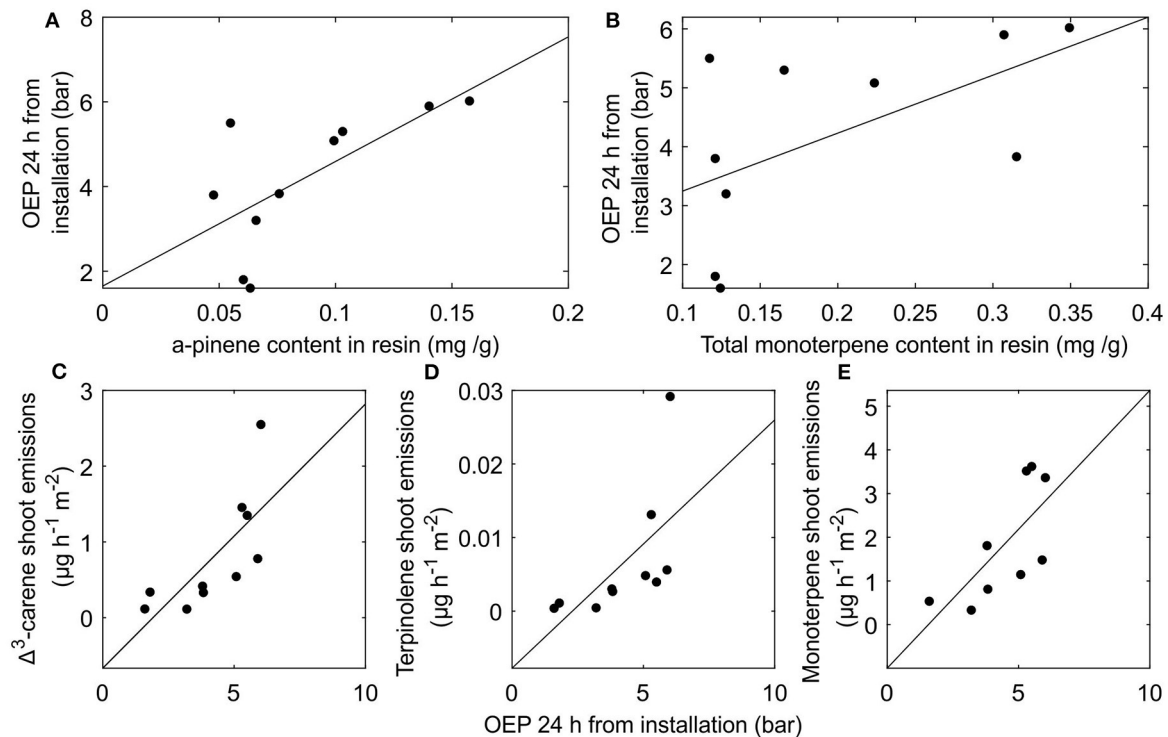 A
8
6
4
2
OEP 24 h from
installation (bar)
0
0.05
0.1
0.15
0.2
a-pinene content in resin (mg /g)
B
6
5
4
3
2
OEP 24 h from
installation (bar)
0.1
0.15
0.2
0.25
0.3
0.35
0.4
Total monoterpene content in resin (mg /g)
C
3
2
1
0
Δ³-carene shoot emissions
(µg h⁻¹ m⁻²)
0
5
10
D
0.03
0.02
0.01
0
Terpinolene shoot emissions
(µg h⁻¹ m⁻²)
0
5
10
OEP 24 h from installation (bar)
E
5
4
3
2
1
0
Monoterpene shoot emissions
(µg h⁻¹ m⁻²)
0
5
10